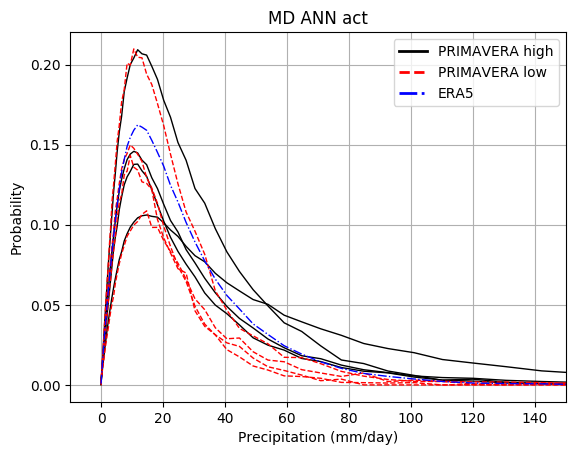 MD ANN act
PRIMAVERA high
PRIMAVERA low
ERA5
Probability
0.20
0.15
0.10
0.05
0.00
0 20 40 60 80 100 120 140
Precipitation (mm/day)